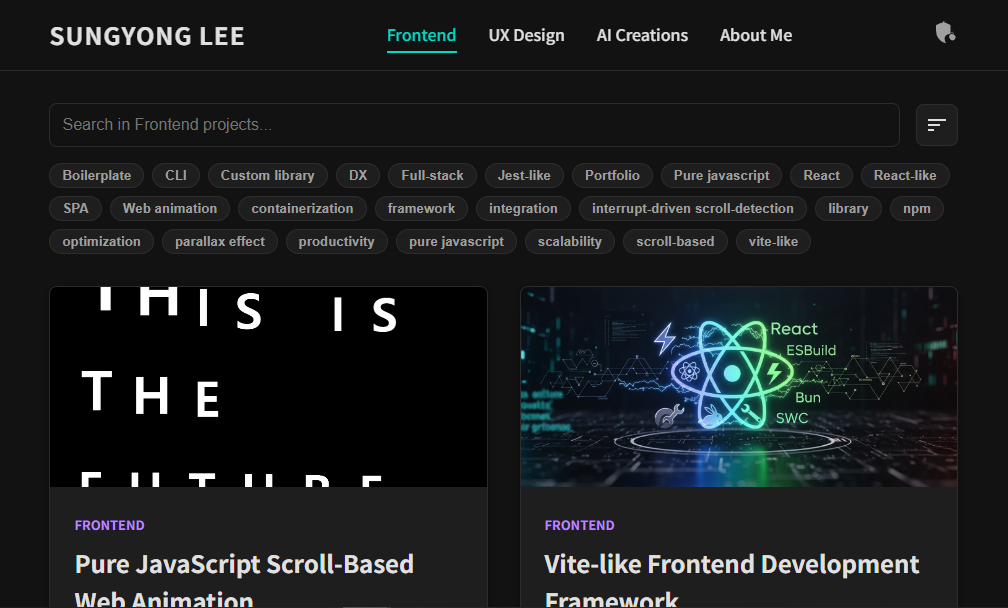 SUNGYONG LEE Frontend UX Design AI Creations About Me
Search in Frontend projects...
Boilerplate CLI Custom library DX Full-stack Jest-like Portfolio Pure javascript React React-like
SPA Web animation containerization framework integration interrupt-driven scroll-detection library npm
optimization parallax effect productivity pure javascript scalability scroll-based vite-like
THIS IS
THE
FUTURE
React
ESBuild
Bun
SWC
FRONTEND
Pure JavaScript Scroll-Based
Web Animation
FRONTEND
Vite-like Frontend Development
Framework